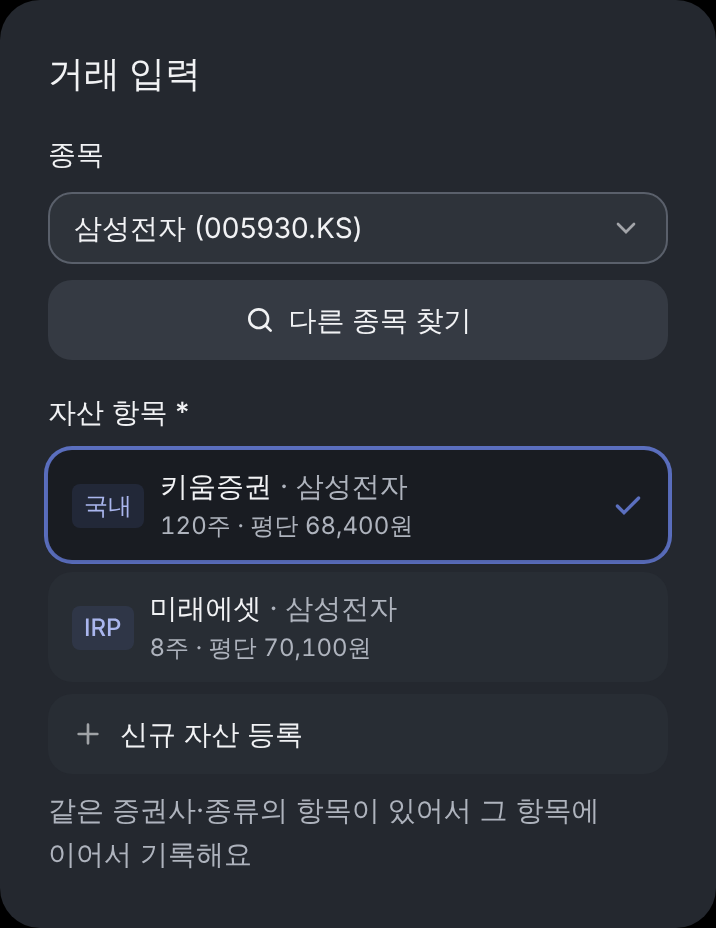 거래 입력
종목
삼성전자 (005930.KS)
다른 종목 찾기
자산 항목 *
국내
키움증권 · 삼성전자
120주 · 평단 68,400원
IRP
미래에셋 · 삼성전자
8주 · 평단 70,100원
신규 자산 등록
같은 증권사·종류의 항목이 있어서 그 항목에
이어서 기록해요